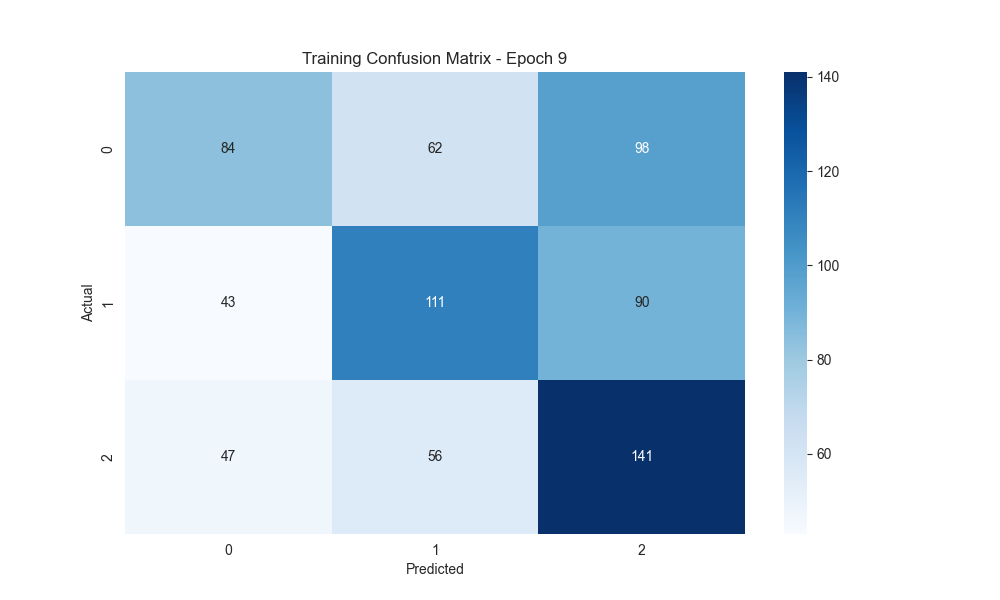 Training Confusion Matrix - Epoch 9
0 84 62 98
1 43 111 90
2 47 56 141
0 1 2
Predicted
Actual
140
120
100
80
60